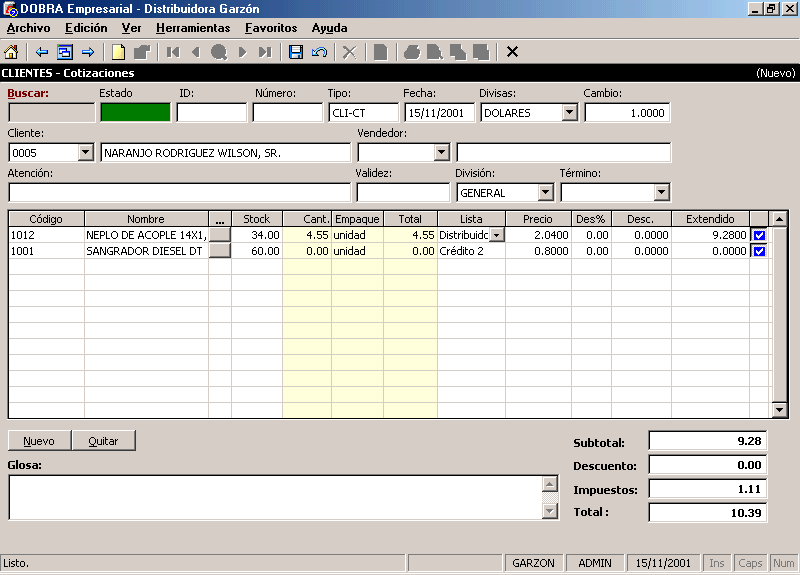 DOBRA Empresarial - Distribuidora Garzón
Archivo Edición Ver Herramientas Favoritos Ayuda
CLIENTES - Cotizaciones (Nuevo)
Buscar: Estado ID: Número: Tipo: Fecha: Divisas: Cambio:
CLI-CT 15/11/2001 DOLARES 1.0000
Cliente: Vendedor:
0005 NARANJO RODRIGUEZ WILSON, SR.
Atención: Validez: División: Término:
GENERAL
Código Nombre ... Stock Cant. Empaque Total Lista Precio Des% Desc. Extendido
1012 NEPLO DE ACOPLE 14X1, 34.00 4.55 unidad 4.55 Distribuidc 2.0400 0.00 0.0000 9.2800
1001 SANGRADOR DIESEL DT 60.00 0.00 unidad 0.00 Crédito 2 0.8000 0.00 0.0000 0.0000
Nuevo Quitar
Subtotal: 9.28
Glosa:
Descuento: 0.00
Impuestos: 1.11
Total : 10.39
Listo. GARZON ADMIN 15/11/2001 Ins Caps Num